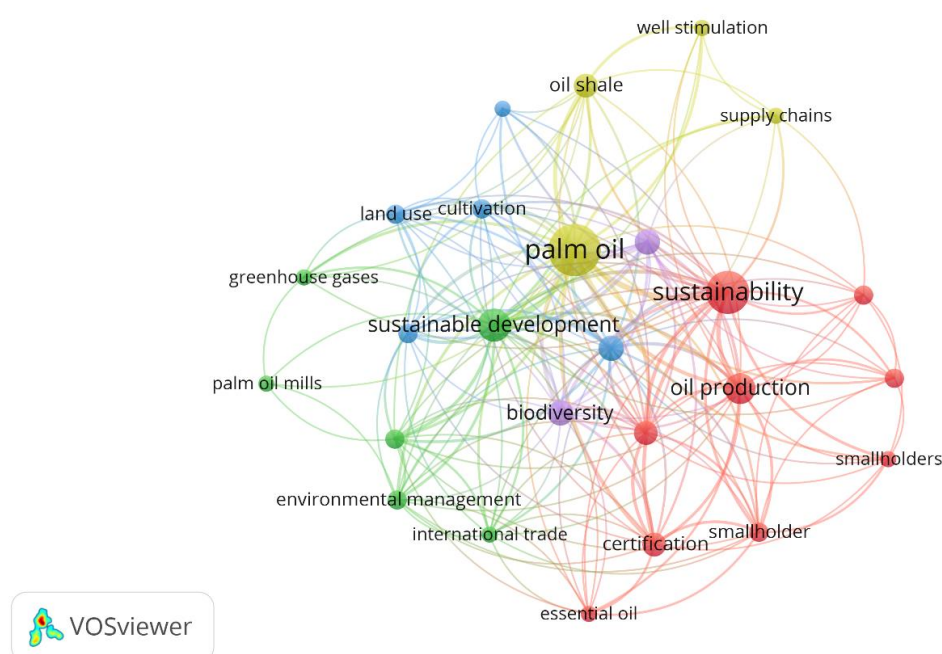 well stimulation
oil shale
supply chains
land use
cultivation
palm oil
greenhouse gases
sustainability
sustainable development
palm oil mills
oil production
biodiversity
smallholders
environmental management
international trade
certification
smallholder
essential oil
VOSviewer